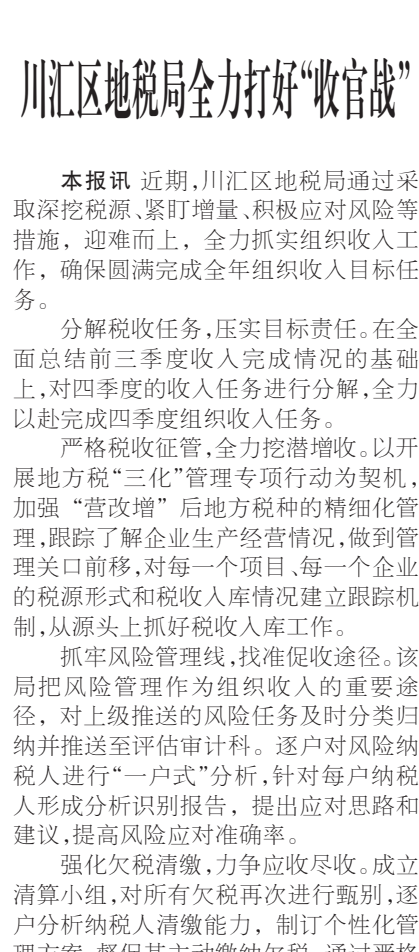 川汇区地税局全力打好“收官战”
本报讯 近期,川汇区地税局通过采
取深挖税源、紧盯增量、积极应对风险等
措施，迎难而上，全力抓实组织收入工
作，确保圆满完成全年组织收入目标任
务。
分解税收任务,压实目标责任。在全
面总结前三季度收入完成情况的基础
上,对四季度的收入任务进行分解,全力
以赴完成四季度组织收入任务。
严格税收征管,全力挖潜增收。以开
展地方税“三化”管理专项行动为契机,
加强“营改增”后地方税种的精细化管
理,跟踪了解企业生产经营情况,做到管
理关口前移,对每一个项目、每一个企业
的税源形式和税收入库情况建立跟踪机
制,从源头上抓好税收入库工作。
抓牢风险管理线,找准促收途径。该
局把风险管理作为组织收入的重要途
径，对上级推送的风险任务及时分类归
纳并推送至评估审计科。逐户对风险纳
税人进行“一户式”分析,针对每户纳税
人形成分析识别报告，提出应对思路和
建议,提高风险应对准确率。
强化欠税清缴,力争应收尽收。成立
清算小组,对所有欠税再次进行甄别,逐
户分析纳税人清缴能力，制订个性化管